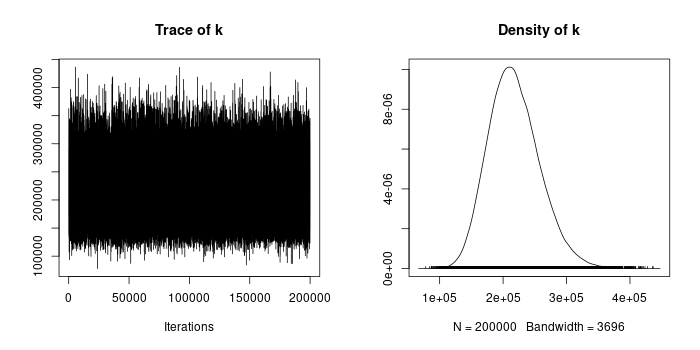 Trace of k
400000
300000
200000
100000
0 50000 100000 150000 200000
Iterations
Density of k
8e-06
4e-06
0e+00
1e+05 2e+05 3e+05 4e+05
N = 200000 Bandwidth = 3696